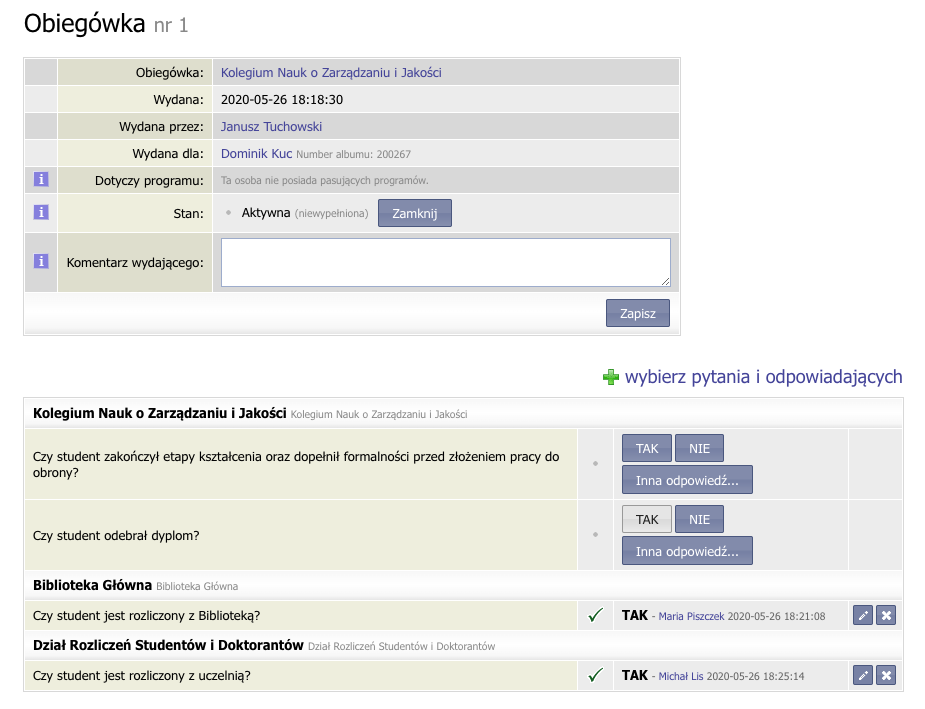 Obiegówka nr 1
Obiegówka: Kolegium Nauk o Zarządzaniu i Jakości
Wydana: 2020-05-26 18:18:30
Wydana przez: Janusz Tuchowski
Wydana dla: Dominik Kuc Number albumu: 200267
i Dotyczy programu: Ta osoba nie posiada pasujących programów.
i Stan: • Aktywna (niewypełniona) Zamknij
i Komentarz wydającego:
Zapisz
wybierz pytania i odpowiadających
Kolegium Nauk o Zarządzaniu i Jakości Kolegium Nauk o Zarządzaniu i Jakości
TAK NIE
Czy student zakończył etapy kształcenia oraz dopełnił formalności przed złożeniem pracy do
obrony?
Inna odpowiedź...
TAK NIE
Czy student odebrał dyplom?
Inna odpowiedź...
Biblioteka Główna Biblioteka Główna
Czy student jest rozliczony z Biblioteką? TAK - Maria Piszczek 2020-05-26 18:21:08
Dział Rozliczeń Studentów i Doktorantów Dział Rozliczeń Studentów i Doktorantów
Czy student jest rozliczony z uczelnią? TAK - Michał Lis 2020-05-26 18:25:14